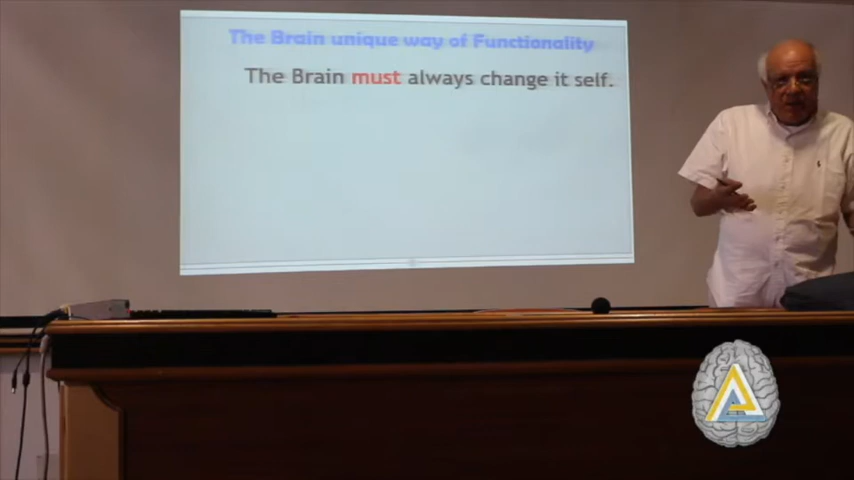 The Brain unique way of Functionality
The Brain must always change it self.